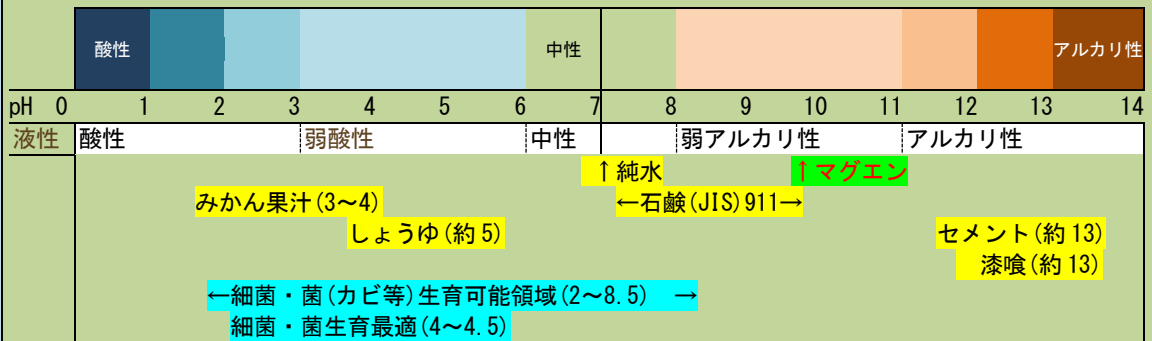 酸性 中性 アルカリ性
pH 0 1 2 3 4 5 6 7 8 9 10 11 12 13 14
液性 酸性 弱酸性 中性 弱アルカリ性 アルカリ性
↑純水 ↑マグエン
みかん果汁(3～4) ←石鹸(JIS)911→
しょうゆ(約5) セメント(約13)
漆喰(約13)
←細菌・菌(カビ等)生育可能領域(2～8.5) →
細菌・菌生育最適(4～4.5)